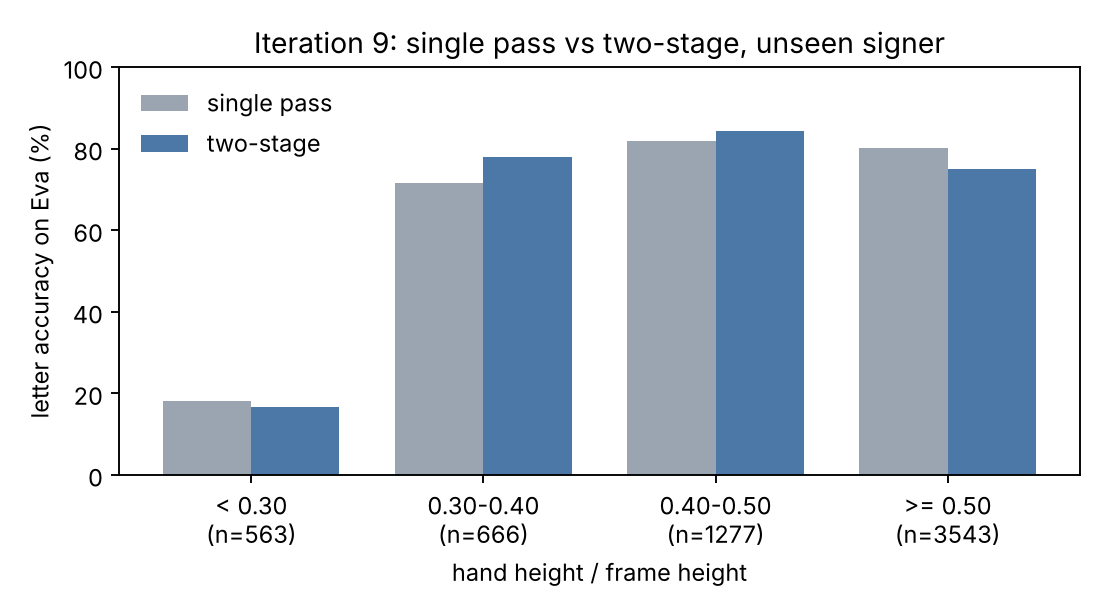 Iteration 9: single pass vs two-stage, unseen signer
letter accuracy on Eva (%)
100
80
60
40
20
0
single pass
two-stage
< 0.30
(n=563)
0.30-0.40
(n=666)
0.40-0.50
(n=1277)
>= 0.50
(n=3543)
hand height / frame height